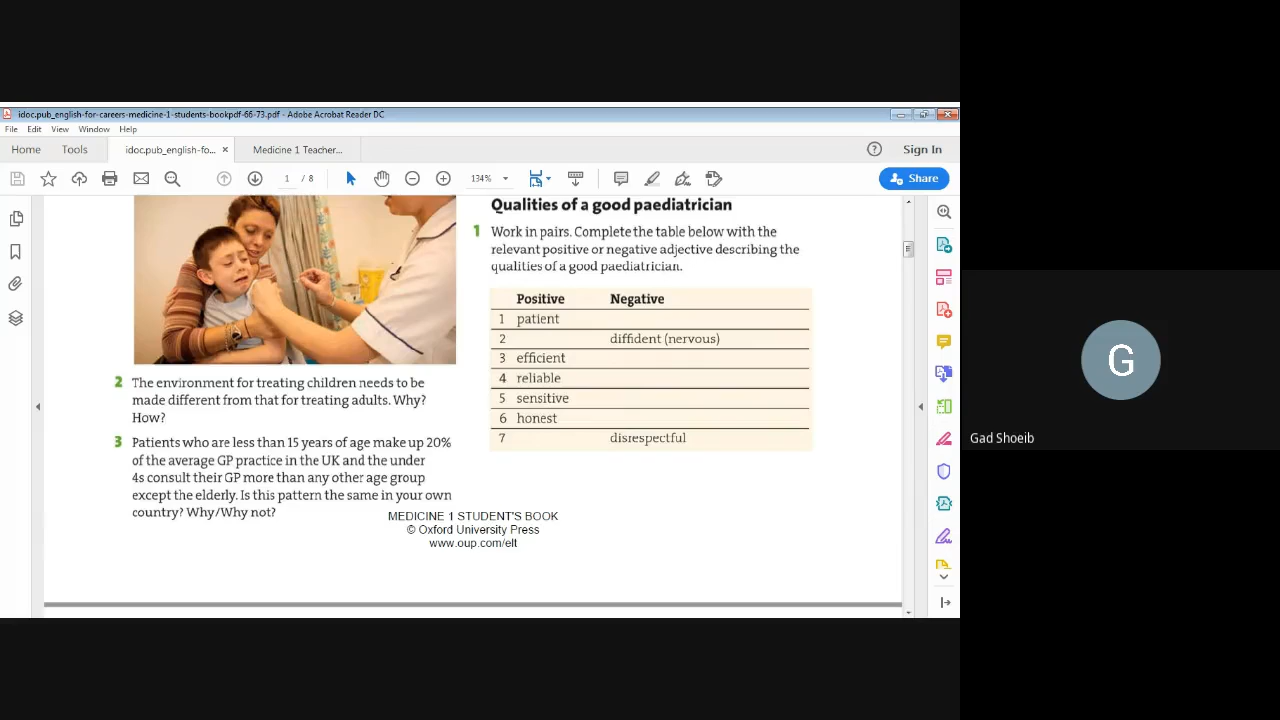 idoc.pub_english-for-careers-medicine-1-students-bookpdf-66-73.pdf - Adobe Acrobat Reader DC
File Edit View Window Help
Home Tools idoc.pub_english-fo... × Medicine 1 Teacher... Sign In
1 / 8 134% Share
2 The environment for treating children needs to be
made different from that for treating adults. Why?
How?
3 Patients who are less than 15 years of age make up 20%
of the average GP practice in the UK and the under
4s consult their GP more than any other age group
except the elderly. Is this pattern the same in your own
country? Why/Why not?
Qualities of a good paediatrician
1 Work in pairs. Complete the table below with the
relevant positive or negative adjective describing the
qualities of a good paediatrician.
Positive Negative
1 patient
2 diffident (nervous)
3 efficient
4 reliable
5 sensitive
6 honest
7 disrespectful
MEDICINE 1 STUDENT'S BOOK
© Oxford University Press
www.oup.com/elt
G
Gad Shoeib